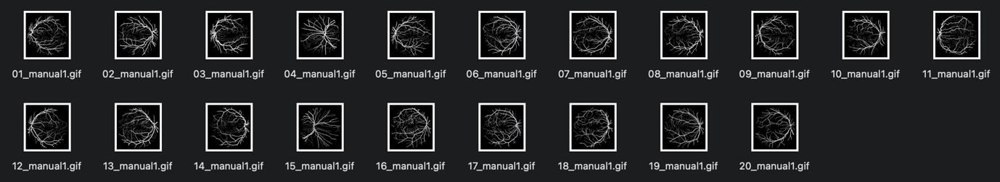 01_manual1.gif 02_manual1.gif 03_manual1.gif 04_manual1.gif 05_manual1.gif 06_manual1.gif 07_manual1.gif 08_manual1.gif 09_manual1.gif 10_manual1.gif 11_manual1.gif
12_manual1.gif 13_manual1.gif 14_manual1.gif 15_manual1.gif 16_manual1.gif 17_manual1.gif 18_manual1.gif 19_manual1.gif 20_manual1.gif